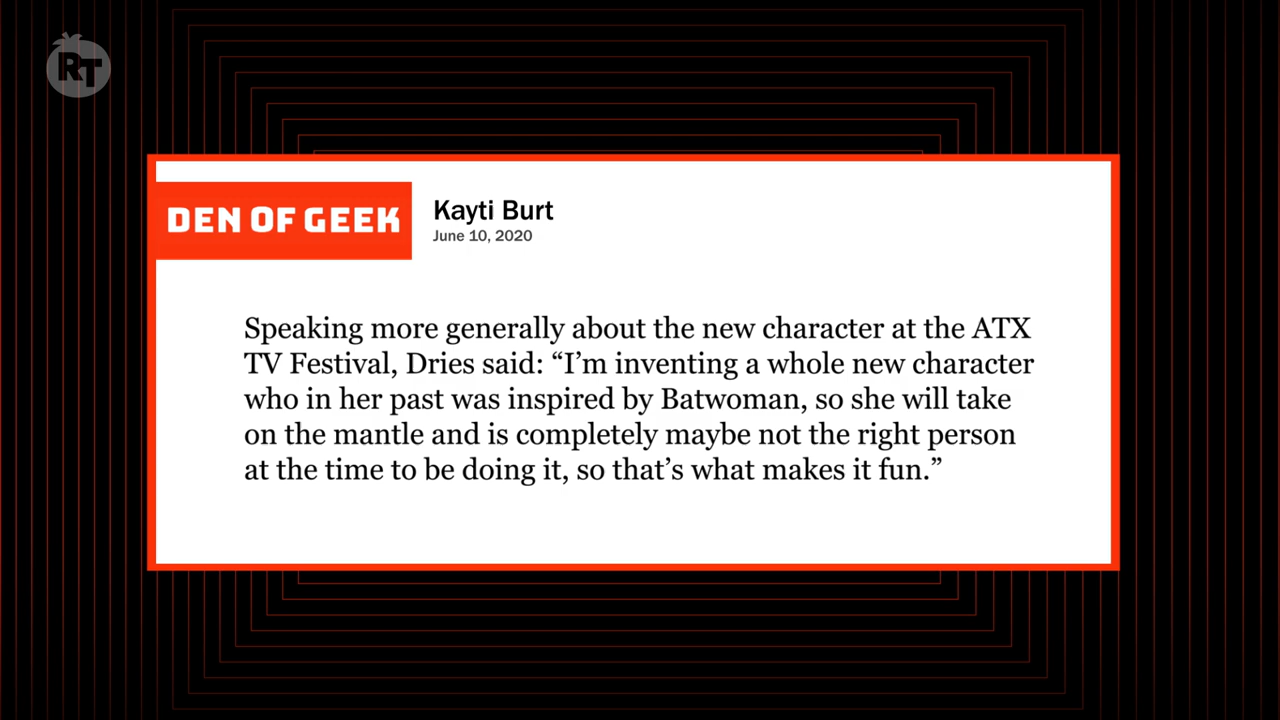 RT
DEN OF GEEK
Kayti Burt
June 10, 2020
Speaking more generally about the new character at the ATX
TV Festival, Dries said: “I’m inventing a whole new character
who in her past was inspired by Batwoman, so she will take
on the mantle and is completely maybe not the right person
at the time to be doing it, so that’s what makes it fun.”